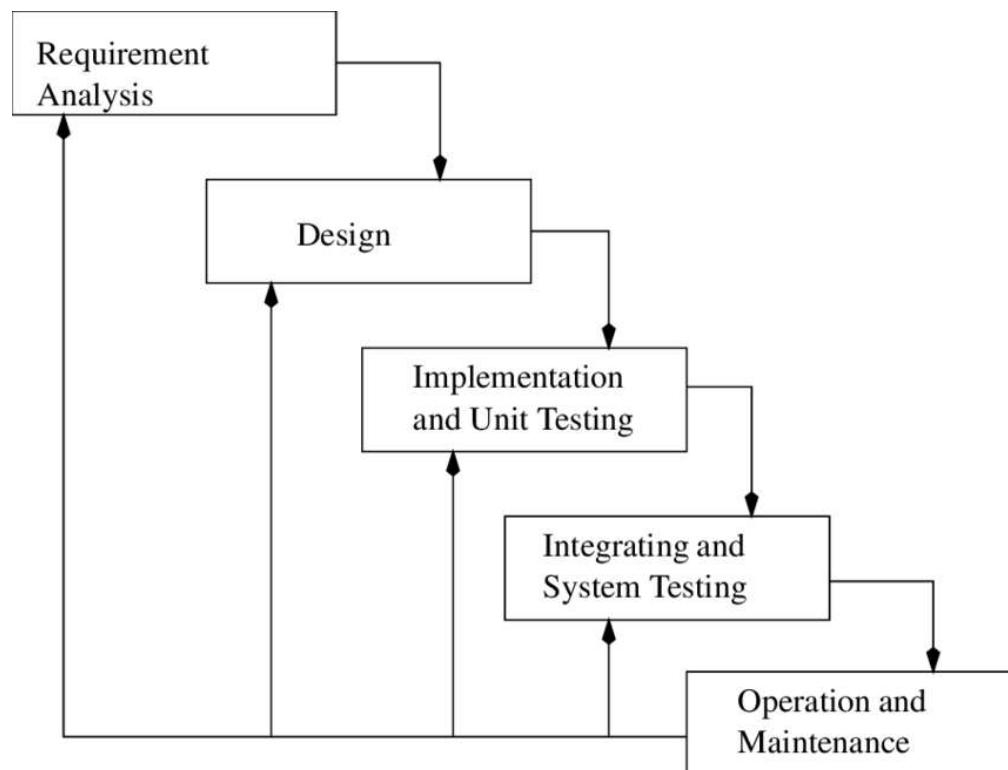 Requirement
Analysis
Design
Implementation
and Unit Testing
Integrating and
System Testing
Operation and
Maintenance